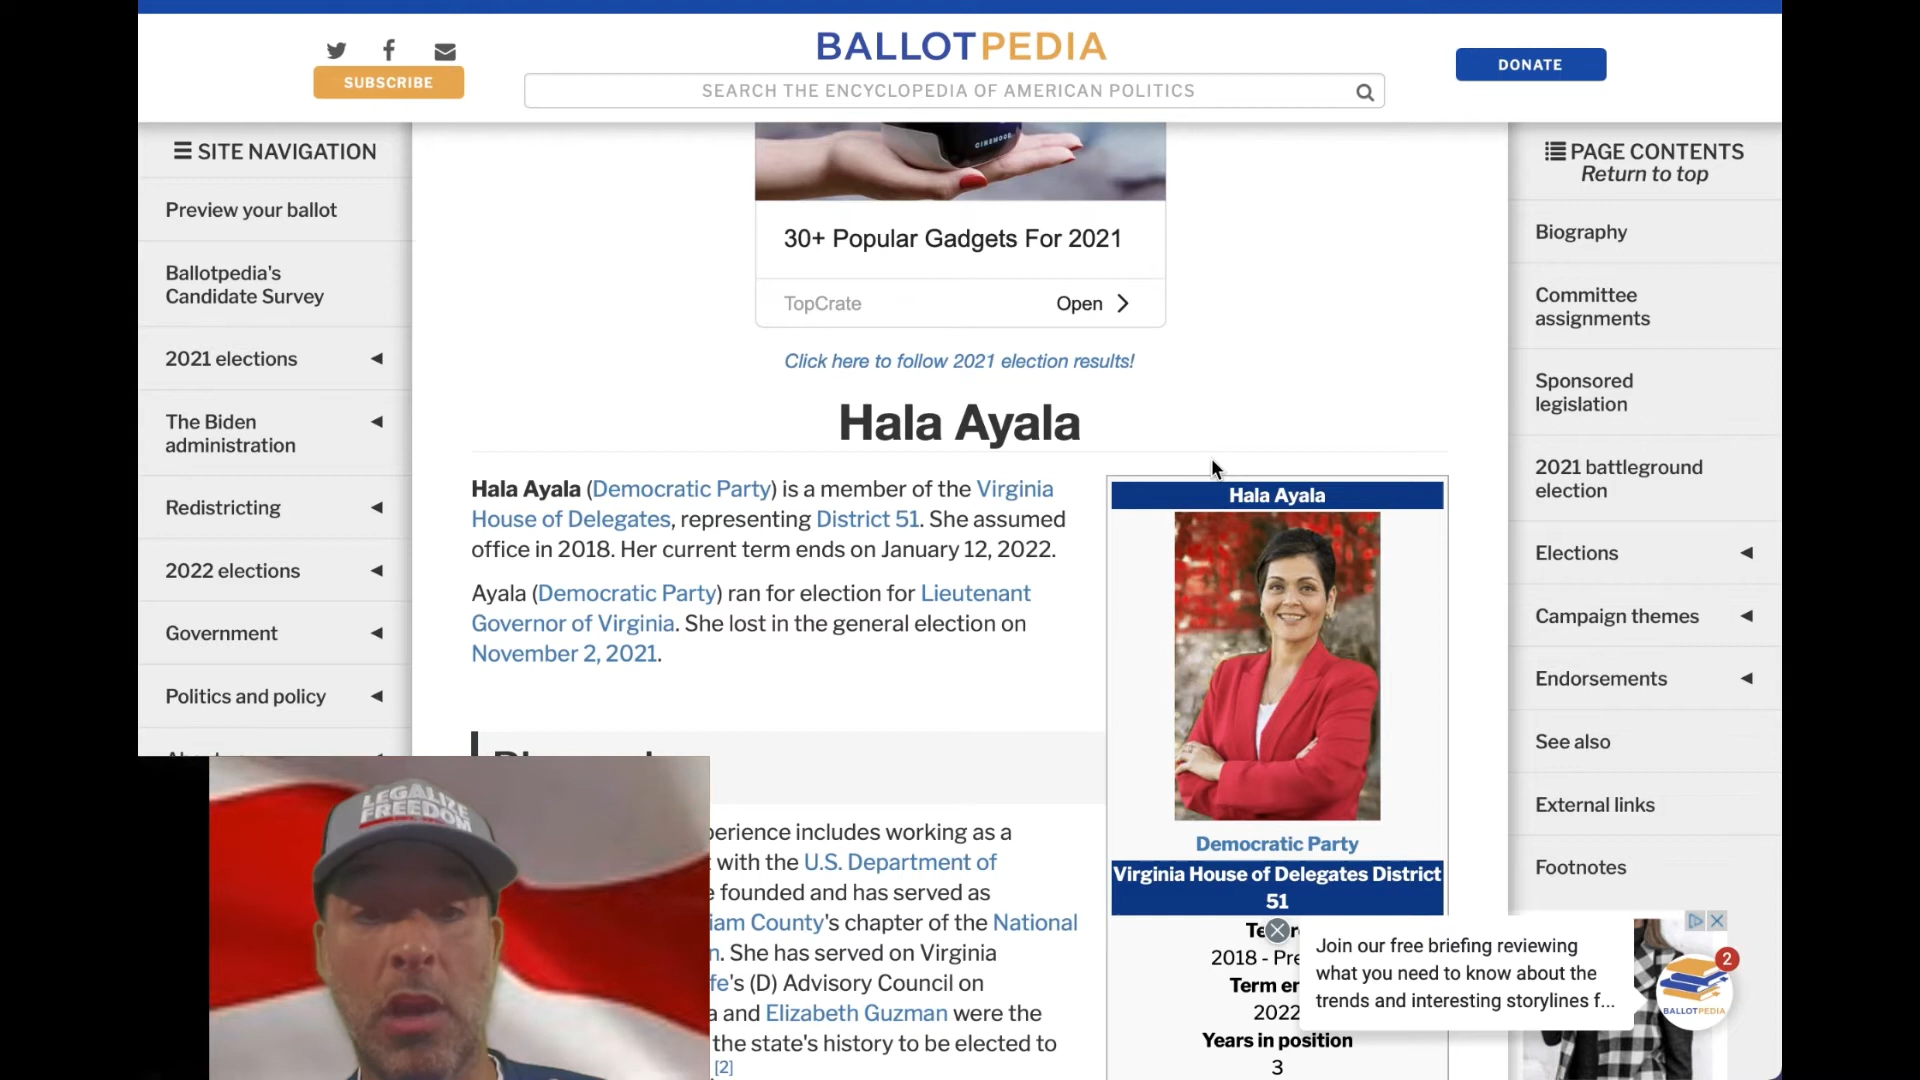 BALLOTPEDIA
SUBSCRIBE
SEARCH THE ENCYCLOPEDIA OF AMERICAN POLITICS
DONATE
SITE NAVIGATION
Preview your ballot
Ballotpedia's
Candidate Survey
2021 elections
The Biden
administration
Redistricting
2022 elections
Government
Politics and policy
CINEMOOD
30+ Popular Gadgets For 2021
TopCrate
Open
Click here to follow 2021 election results!
Hala Ayala
Hala Ayala (Democratic Party) is a member of the Virginia
House of Delegates, representing District 51. She assumed
office in 2018. Her current term ends on January 12, 2022.
Ayala (Democratic Party) ran for election for Lieutenant
Governor of Virginia. She lost in the general election on
November 2, 2021.
perience includes working as a
with the U.S. Department of
founded and has served as
iam County's chapter of the National
n. She has served on Virginia
fe's (D) Advisory Council on
a and Elizabeth Guzman were the
the state's history to be elected to
[2]
Hala Ayala
Democratic Party
Virginia House of Delegates District
51
2018 - Pre
Term en
2022
Years in position
3
PAGE CONTENTS
Return to top
Biography
Committee
assignments
Sponsored
legislation
2021 battleground
election
Elections
Campaign themes
Endorsements
See also
External links
Footnotes
Join our free briefing reviewing
what you need to know about the
trends and interesting storylines f...
2
BALLOTPEDIA
LEGALIZE
FREEDOM